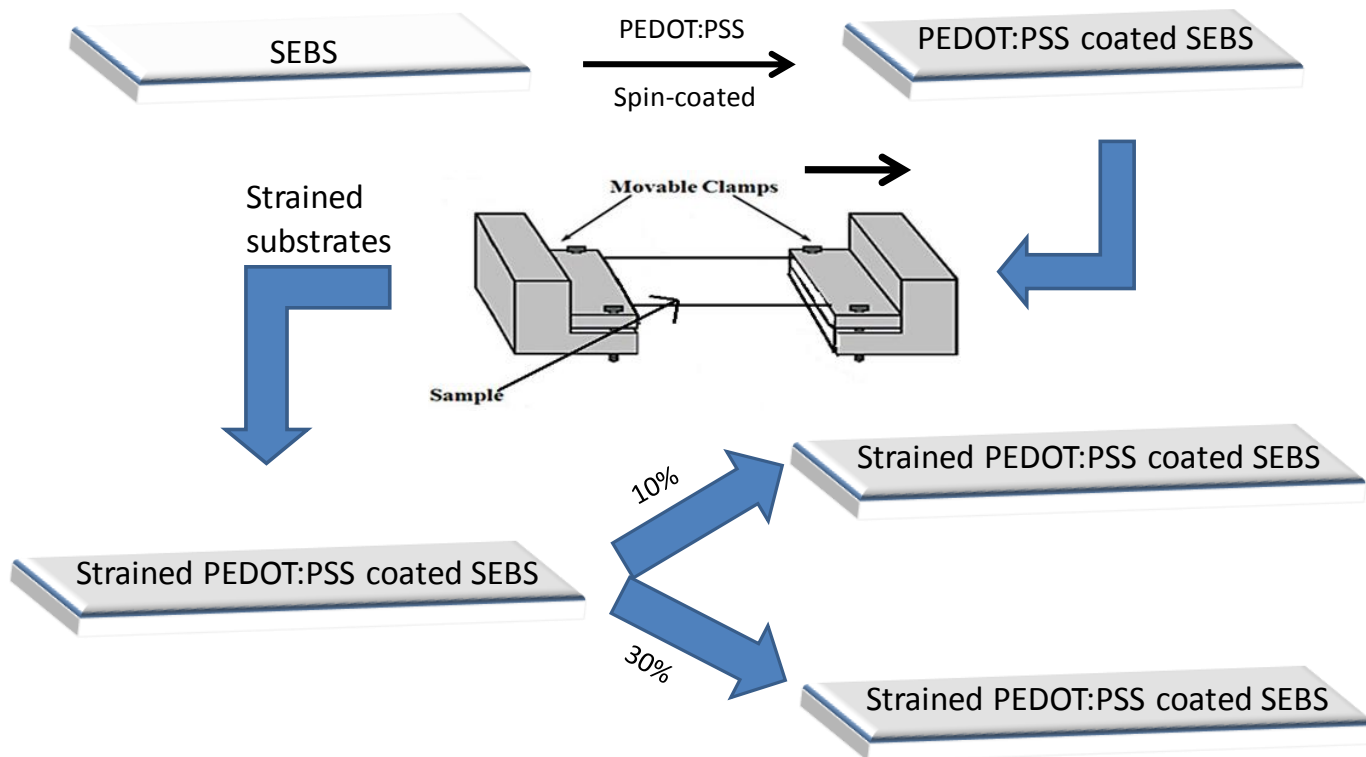 SEBS
PEDOT:PSS
Spin-coated
PEDOT:PSS coated SEBS
Strained
substrates
Movable Clamps
Sample
Strained PEDOT:PSS coated SEBS
10%
30%
Strained PEDOT:PSS coated SEBS
Strained PEDOT:PSS coated SEBS